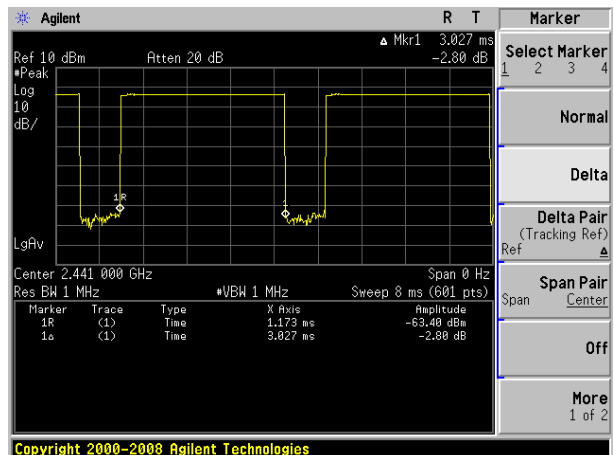 Agilent R T
Δ Mkr1 3.027 ms
Ref 10 dBm Atten 20 dB -2.80 dB
#Peak
Log
10
dB/
1R
1
LgAv
Center 2.441 000 GHz Span 0 Hz
Res BW 1 MHz #VBW 1 MHz Sweep 8 ms (601 pts)
Marker Trace Type X Axis Amplitude
1R (1) Time 1.173 ms -63.40 dBm
1Δ (1) Time 3.027 ms -2.80 dB
Copyright 2000-2008 Agilent Technologies
Marker
Select Marker
1 2 3 4
Normal
Delta
Delta Pair
(Tracking Ref)
Ref Δ
Span Pair
Span Center
Off
More
1 of 2